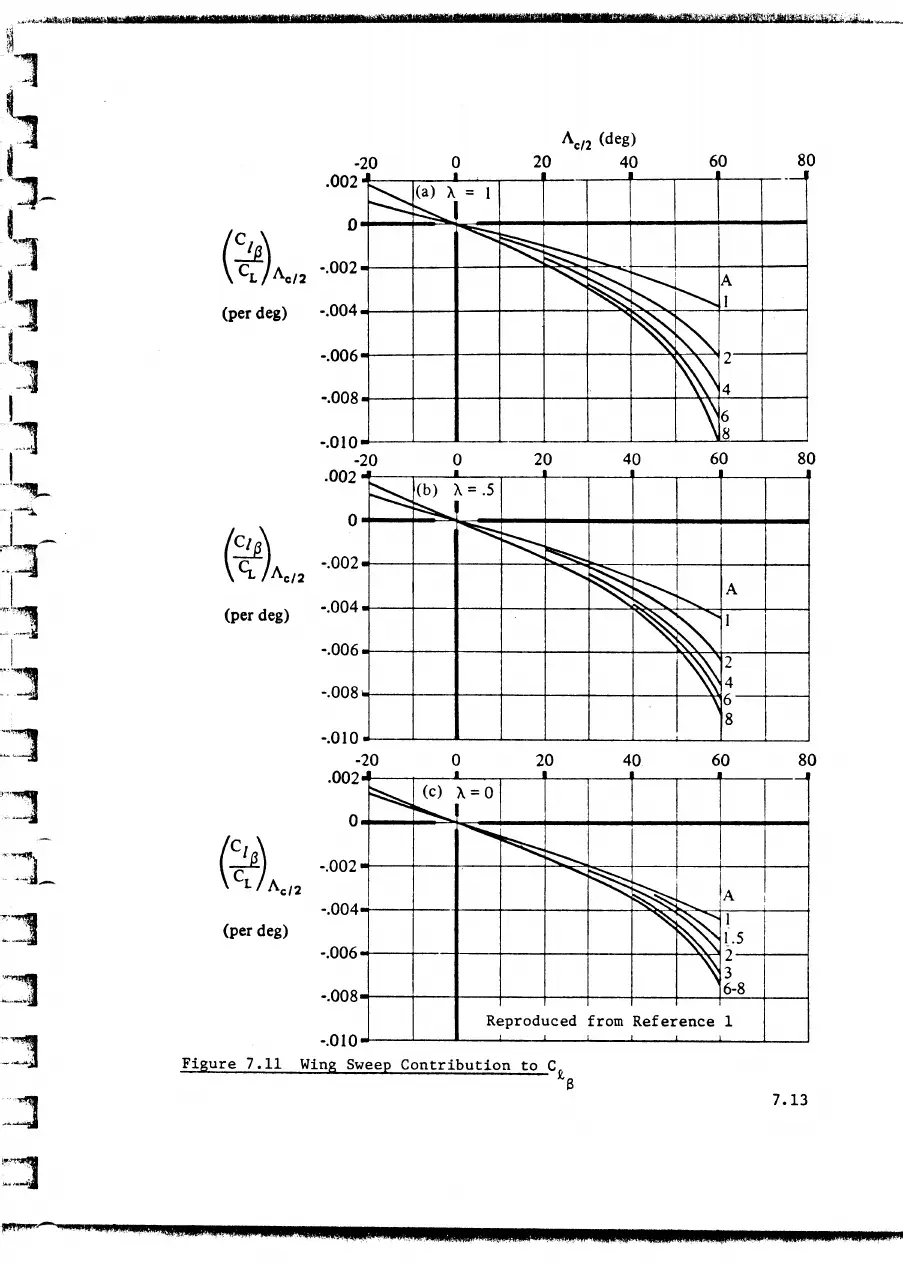 Λc/2 (deg)
-20 0 20 40 60 80
.002 (a) λ = 1
0
(Clβ/CL)Λc/2
-.002
A
1
(per deg) -.004
-.006 2
-.008 4
6
-.010 8
-20 0 20 40 60 80
.002 (b) λ = .5
0
(Clβ/CL)Λc/2
-.002
A
(per deg) -.004 1
-.006 2
4
-.008 6
8
-.010
-20 0 20 40 60 80
.002 (c) λ = 0
0
(Clβ/CL)Λc/2
-.002
A
-.004 1
(per deg) 1.5
-.006 2
3
-.008 6-8
Reproduced from Reference 1
-.010
Figure 7.11 Wing Sweep Contribution to Cℓβ
7.13